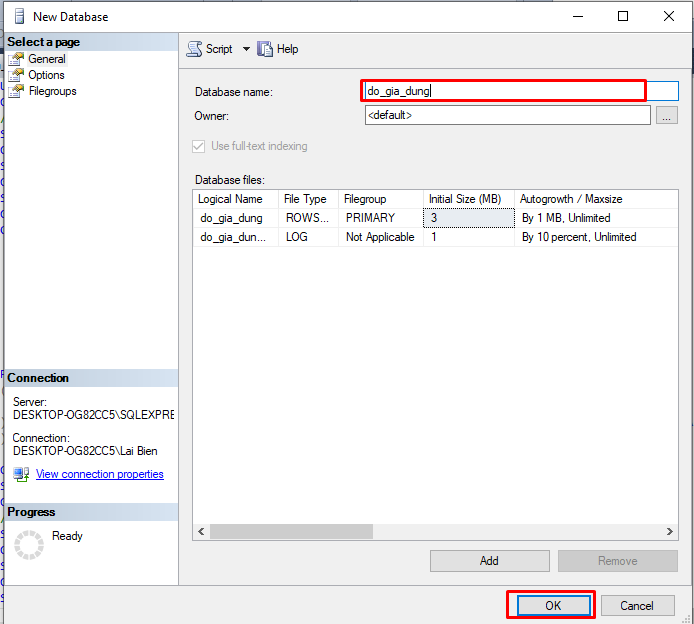 New Database
Select a page
General
Options
Filegroups
Script
Help
Database name:
do_gia_dung
Owner:
<default>
...
Use full-text indexing
Database files:
Logical Name File Type Filegroup Initial Size (MB) Autogrowth / Maxsize
do_gia_dung ROWS... PRIMARY 3 By 1 MB, Unlimited
do_gia_dun... LOG Not Applicable 1 By 10 percent, Unlimited
Connection
Server:
DESKTOP-OG82CC5\SQLEXPRE
Connection:
DESKTOP-OG82CC5\Lai Bien
View connection properties
Progress
Ready
Add
Remove
OK
Cancel